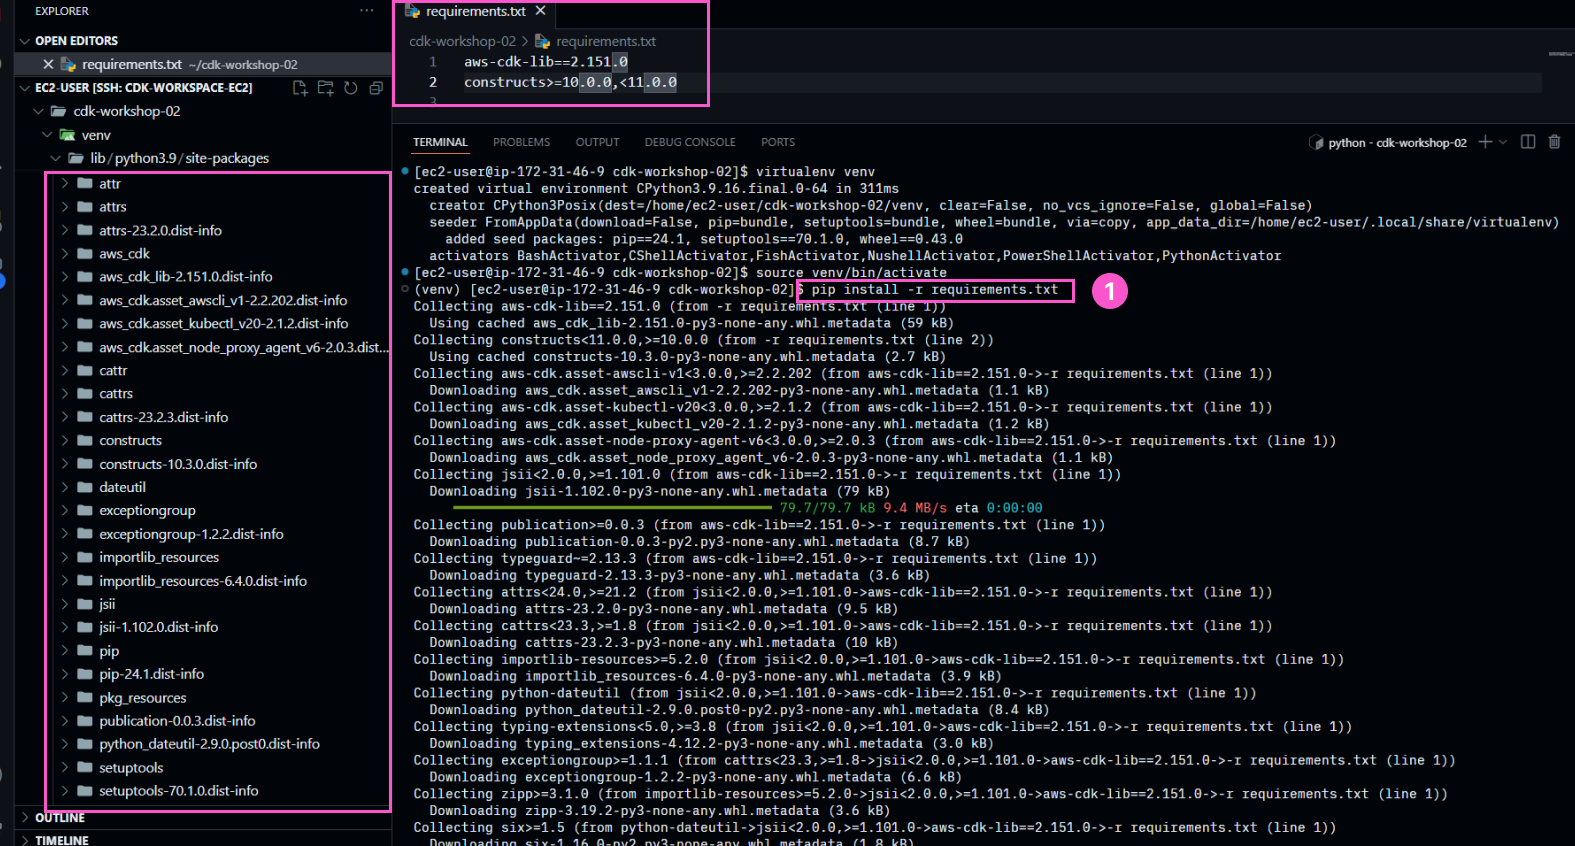 EXPLORER
OPEN EDITORS
requirements.txt ~/cdk-workshop-02
EC2-USER [SSH: CDK-WORKSPACE-EC2]
cdk-workshop-02
venv
lib/python3.9/site-packages
attr
attrs
attrs-23.2.0.dist-info
aws_cdk
aws_cdk_lib-2.151.0.dist-info
aws_cdk.asset_awscli_v1-2.2.202.dist-info
aws_cdk.asset_kubectl_v20-2.1.2.dist-info
aws_cdk.asset_node_proxy_agent_v6-2.0.3.dist...
cattr
cattrs
cattrs-23.2.3.dist-info
constructs
constructs-10.3.0.dist-info
dateutil
exceptiongroup
exceptiongroup-1.2.2.dist-info
importlib_resources
importlib_resources-6.4.0.dist-info
jsii
jsii-1.102.0.dist-info
pip
pip-24.1.dist-info
pkg_resources
publication-0.0.3.dist-info
python_dateutil-2.9.0.post0.dist-info
setuptools
setuptools-70.1.0.dist-info
OUTLINE
TIMELINE
requirements.txt
cdk-workshop-02 > requirements.txt
1 aws-cdk-lib==2.151.0
2 constructs>=10.0.0,<11.0.0
3
TERMINAL PROBLEMS OUTPUT DEBUG CONSOLE PORTS
python - cdk-workshop-02
[ec2-user@ip-172-31-46-9 cdk-workshop-02]$ virtualenv venv
created virtual environment CPython3.9.16.final.0-64 in 311ms
creator CPython3Posix(dest=/home/ec2-user/cdk-workshop-02/venv, clear=False, no_vcs_ignore=False, global=False)
seeder FromAppData(download=False, pip=bundle, setuptools=bundle, wheel=bundle, via=copy, app_data_dir=/home/ec2-user/.local/share/virtualenv)
added seed packages: pip==24.1, setuptools==70.1.0, wheel==0.43.0
activators BashActivator,CShellActivator,FishActivator,NushellActivator,PowerShellActivator,PythonActivator
[ec2-user@ip-172-31-46-9 cdk-workshop-02]$ source venv/bin/activate
(venv) [ec2-user@ip-172-31-46-9 cdk-workshop-02]$ pip install -r requirements.txt
1
Collecting aws-cdk-lib==2.151.0 (from -r requirements.txt (line 1))
Using cached aws_cdk_lib-2.151.0-py3-none-any.whl.metadata (59 kB)
Collecting constructs<11.0.0,>=10.0.0 (from -r requirements.txt (line 2))
Using cached constructs-10.3.0-py3-none-any.whl.metadata (2.7 kB)
Collecting aws-cdk.asset-awscli-v1<3.0.0,>=2.2.202 (from aws-cdk-lib==2.151.0->-r requirements.txt (line 1))
Downloading aws_cdk.asset_awscli_v1-2.2.202-py3-none-any.whl.metadata (1.1 kB)
Collecting aws-cdk.asset-kubectl-v20<3.0.0,>=2.1.2 (from aws-cdk-lib==2.151.0->-r requirements.txt (line 1))
Downloading aws_cdk.asset_kubectl_v20-2.1.2-py3-none-any.whl.metadata (1.2 kB)
Collecting aws-cdk.asset-node-proxy-agent-v6<3.0.0,>=2.0.3 (from aws-cdk-lib==2.151.0->-r requirements.txt (line 1))
Downloading aws_cdk.asset_node_proxy_agent_v6-2.0.3-py3-none-any.whl.metadata (1.1 kB)
Collecting jsii<2.0.0,>=1.101.0 (from aws-cdk-lib==2.151.0->-r requirements.txt (line 1))
Downloading jsii-1.102.0-py3-none-any.whl.metadata (79 kB)
79.7/79.7 kB 9.4 MB/s eta 0:00:00
Collecting publication>=0.0.3 (from aws-cdk-lib==2.151.0->-r requirements.txt (line 1))
Downloading publication-0.0.3-py2.py3-none-any.whl.metadata (8.7 kB)
Collecting typeguard~=2.13.3 (from aws-cdk-lib==2.151.0->-r requirements.txt (line 1))
Downloading typeguard-2.13.3-py3-none-any.whl.metadata (3.6 kB)
Collecting attrs<24.0,>=21.2 (from jsii<2.0.0,>=1.101.0->aws-cdk-lib==2.151.0->-r requirements.txt (line 1))
Downloading attrs-23.2.0-py3-none-any.whl.metadata (9.5 kB)
Collecting cattrs<23.3,>=1.8 (from jsii<2.0.0,>=1.101.0->aws-cdk-lib==2.151.0->-r requirements.txt (line 1))
Downloading cattrs-23.2.3-py3-none-any.whl.metadata (10 kB)
Collecting importlib-resources>=5.2.0 (from jsii<2.0.0,>=1.101.0->aws-cdk-lib==2.151.0->-r requirements.txt (line 1))
Downloading importlib_resources-6.4.0-py3-none-any.whl.metadata (3.9 kB)
Collecting python-dateutil (from jsii<2.0.0,>=1.101.0->aws-cdk-lib==2.151.0->-r requirements.txt (line 1))
Downloading python_dateutil-2.9.0.post0-py2.py3-none-any.whl.metadata (8.4 kB)
Collecting typing-extensions<5.0,>=3.8 (from jsii<2.0.0,>=1.101.0->aws-cdk-lib==2.151.0->-r requirements.txt (line 1))
Downloading typing_extensions-4.12.2-py3-none-any.whl.metadata (3.0 kB)
Collecting exceptiongroup>=1.1.1 (from cattrs<23.3,>=1.8->jsii<2.0.0,>=1.101.0->aws-cdk-lib==2.151.0->-r requirements.txt (line 1))
Downloading exceptiongroup-1.2.2-py3-none-any.whl.metadata (6.6 kB)
Collecting zipp>=3.1.0 (from importlib-resources>=5.2.0->jsii<2.0.0,>=1.101.0->aws-cdk-lib==2.151.0->-r requirements.txt (line 1))
Downloading zipp-3.19.2-py3-none-any.whl.metadata (3.6 kB)
Collecting six>=1.5 (from python-dateutil->jsii<2.0.0,>=1.101.0->aws-cdk-lib==2.151.0->-r requirements.txt (line 1))
Downloading six-1.16.0-py2.py3-none-any.whl.metadata (1.8 kB)